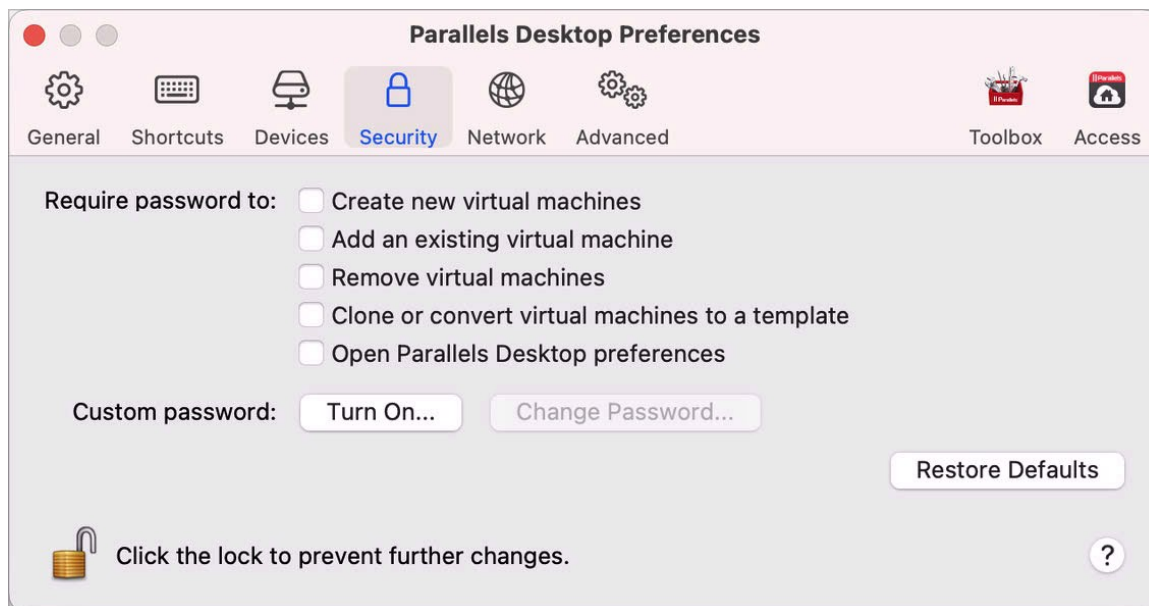 Parallels Desktop Preferences
General Shortcuts Devices Security Network Advanced Toolbox Access
Require password to: Create new virtual machines
Add an existing virtual machine
Remove virtual machines
Clone or convert virtual machines to a template
Open Parallels Desktop preferences
Custom password: Turn On... Change Password...
Restore Defaults
Click the lock to prevent further changes. ?